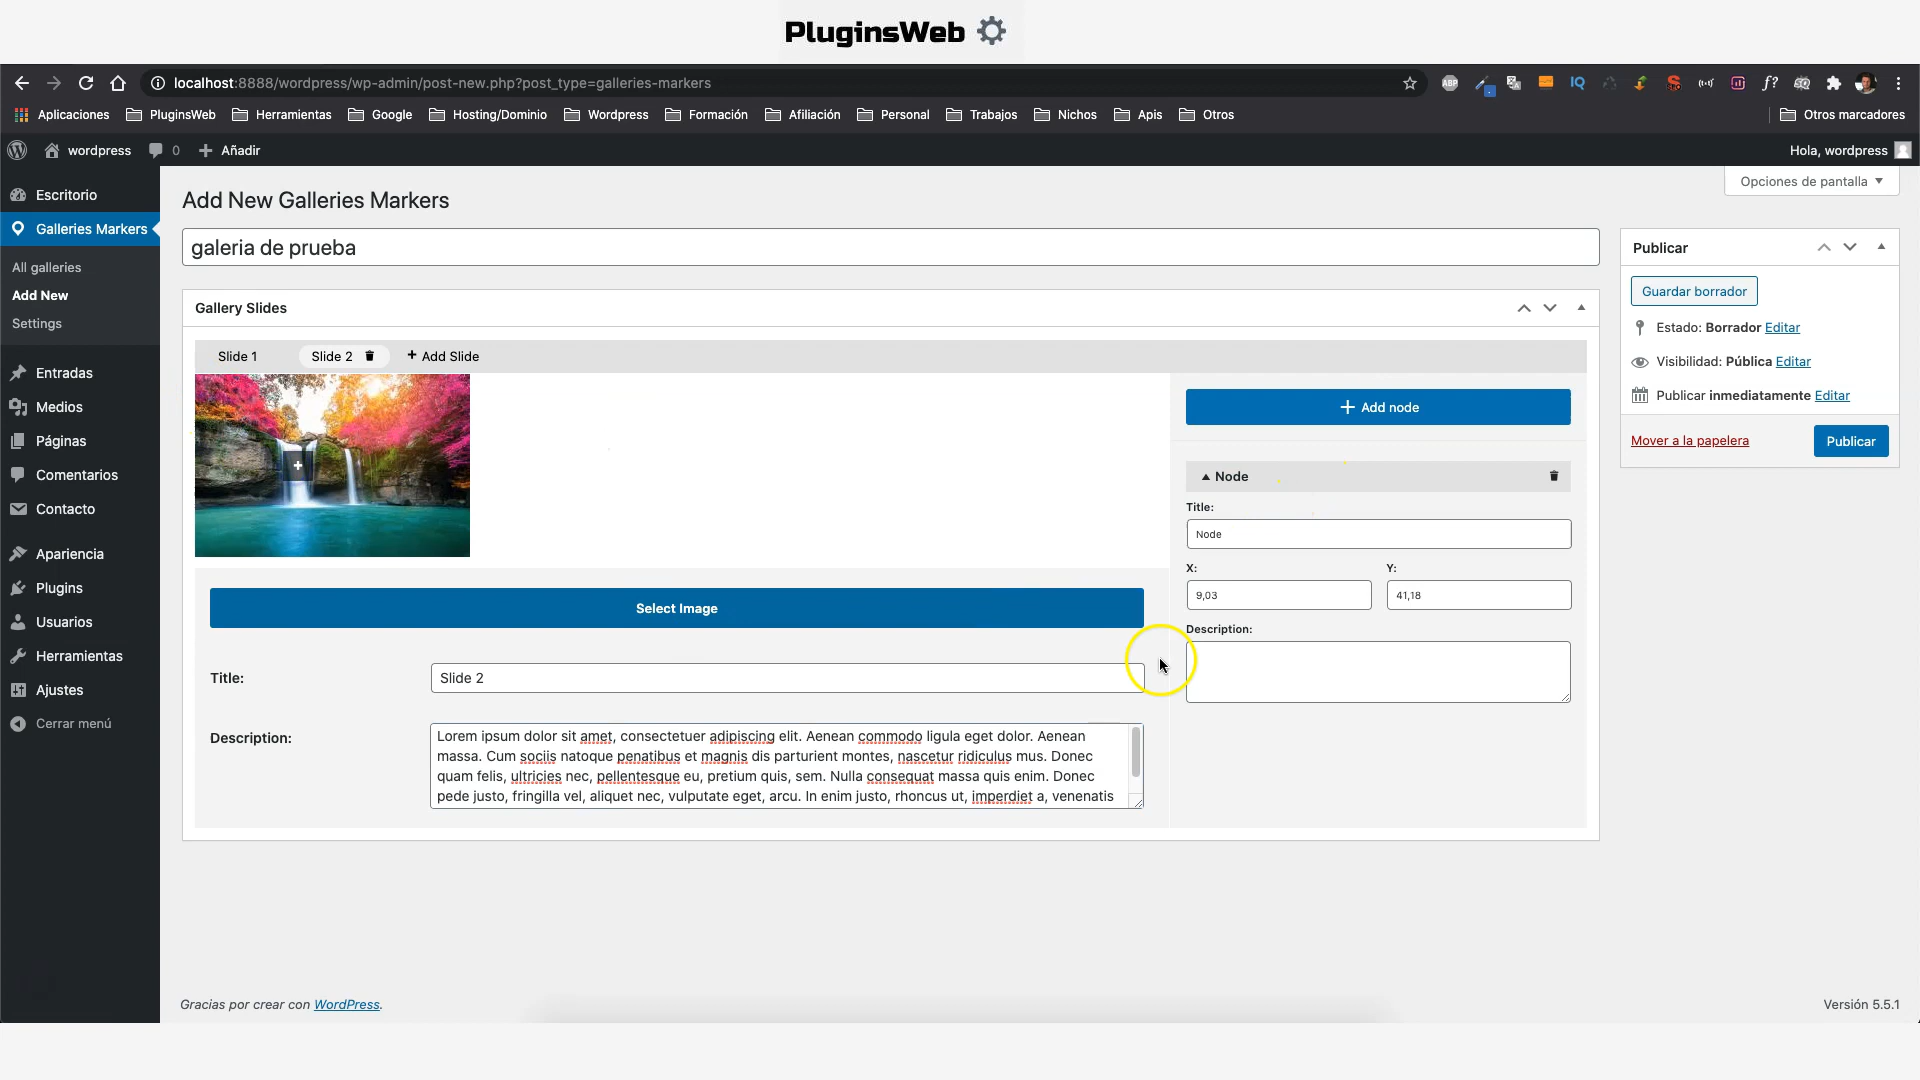 PluginsWeb
localhost:8888/wordpress/wp-admin/post-new.php?post_type=galleries-markers
ABP
IQ
f?
Aplicaciones PluginsWeb Herramientas Google Hosting/Dominio Wordpress Formación Afiliación Personal Trabajos Nichos Apis Otros Otros marcadores
wordpress 0 + Añadir Hola, wordpress
Opciones de pantalla
Escritorio
Galleries Markers
All galleries
Add New
Settings
Entradas
Medios
Páginas
Comentarios
Contacto
Apariencia
Plugins
Usuarios
Herramientas
Ajustes
Cerrar menú
Add New Galleries Markers
galeria de prueba
Gallery Slides
Slide 1 Slide 2 + Add Slide
+
Select Image
Title: Slide 2
Description:
Lorem ipsum dolor sit amet, consectetuer adipiscing elit. Aenean commodo ligula eget dolor. Aenean
massa. Cum sociis natoque penatibus et magnis dis parturient montes, nascetur ridiculus mus. Donec
quam felis, ultricies nec, pellentesque eu, pretium quis, sem. Nulla consequat massa quis enim. Donec
pede justo, fringilla vel, aliquet nec, vulputate eget, arcu. In enim justo, rhoncus ut, imperdiet a, venenatis
+ Add node
Node
Title:
Node
X: Y:
9,03 41,18
Description:
Publicar
Guardar borrador
Estado: Borrador Editar
Visibilidad: Pública Editar
Publicar inmediatamente Editar
Mover a la papelera Publicar
Gracias por crear con WordPress. Versión 5.5.1